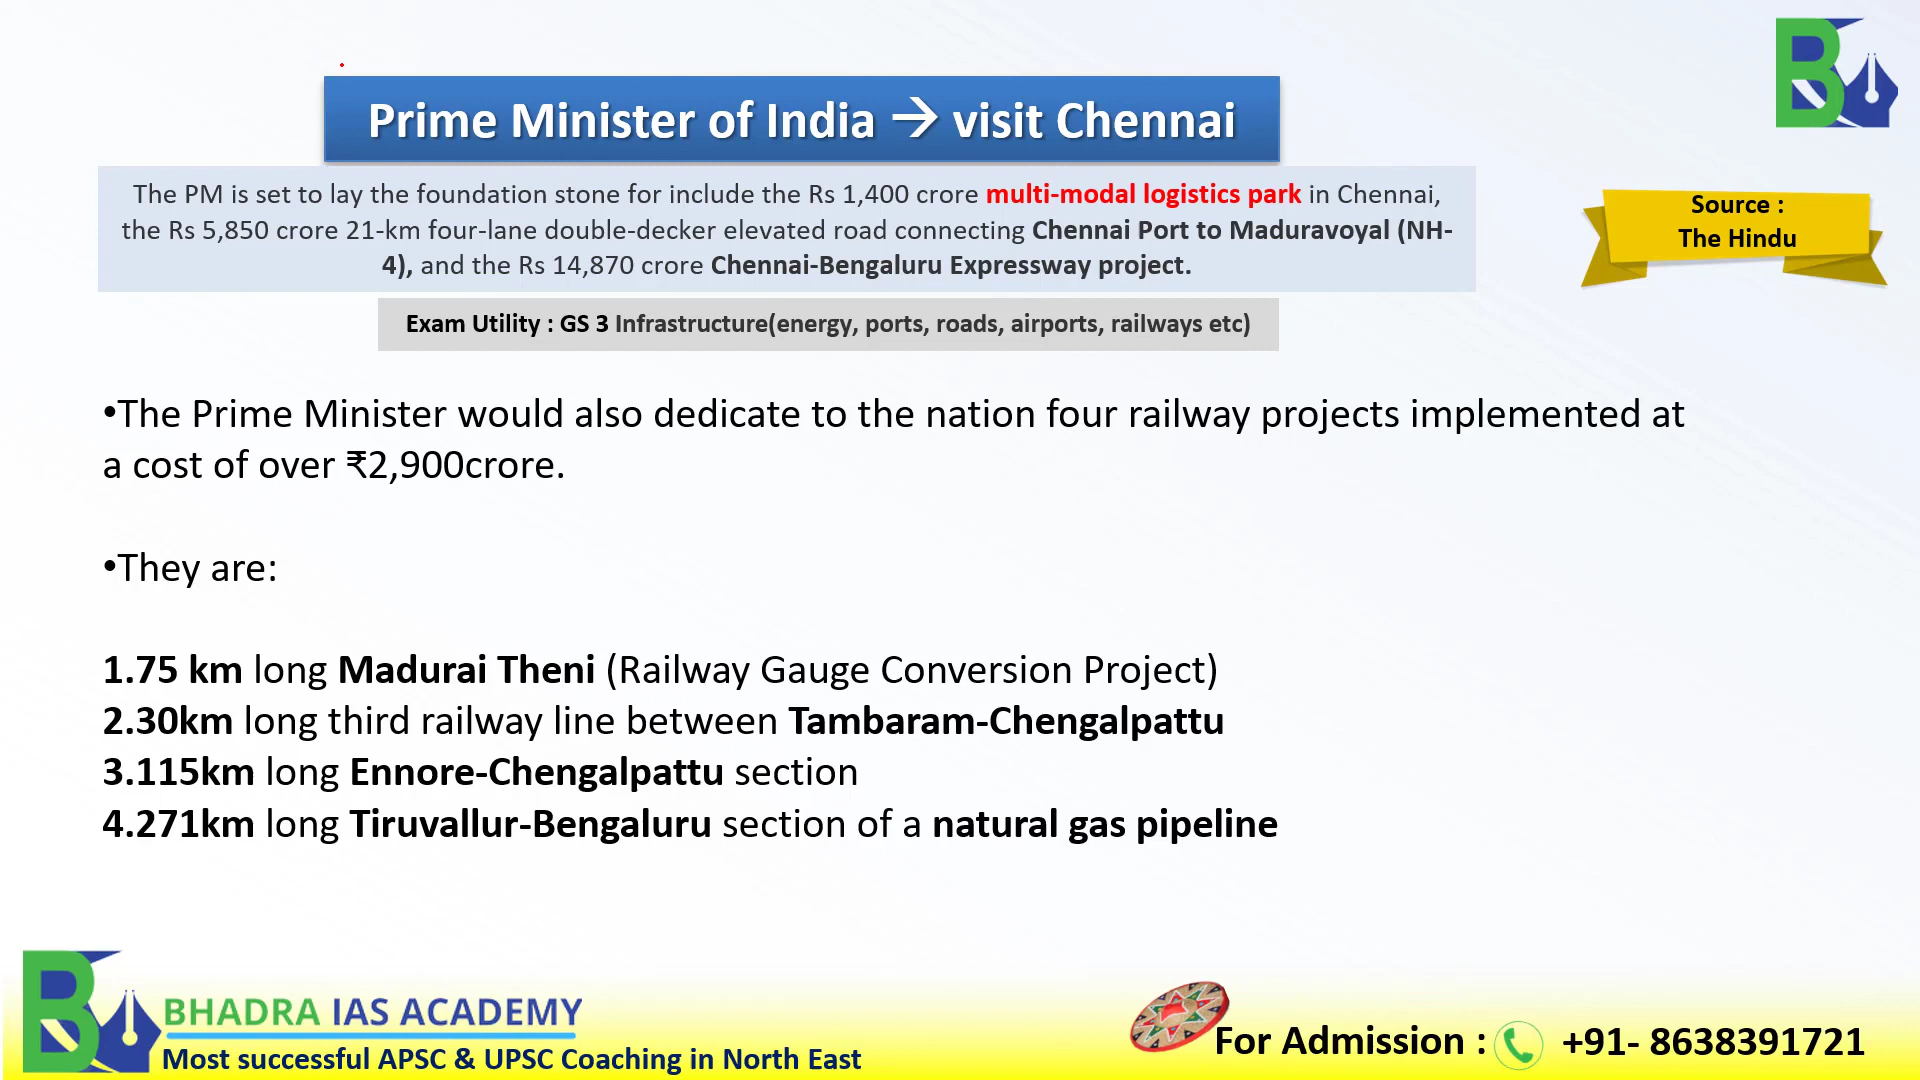 Prime Minister of India → visit Chennai
The PM is set to lay the foundation stone for include the Rs 1,400 crore multi-modal logistics park in Chennai,
the Rs 5,850 crore 21-km four-lane double-decker elevated road connecting Chennai Port to Maduravoyal (NH-
4), and the Rs 14,870 crore Chennai-Bengaluru Expressway project.
Source :
The Hindu
Exam Utility : GS 3 Infrastructure(energy, ports, roads, airports, railways etc)
•The Prime Minister would also dedicate to the nation four railway projects implemented at
a cost of over ₹2,900crore.
•They are:
1.75 km long Madurai Theni (Railway Gauge Conversion Project)
2.30km long third railway line between Tambaram-Chengalpattu
3.115km long Ennore-Chengalpattu section
4.271km long Tiruvallur-Bengaluru section of a natural gas pipeline
BHADRA IAS ACADEMY
Most successful APSC & UPSC Coaching in North East
For Admission : +91- 8638391721